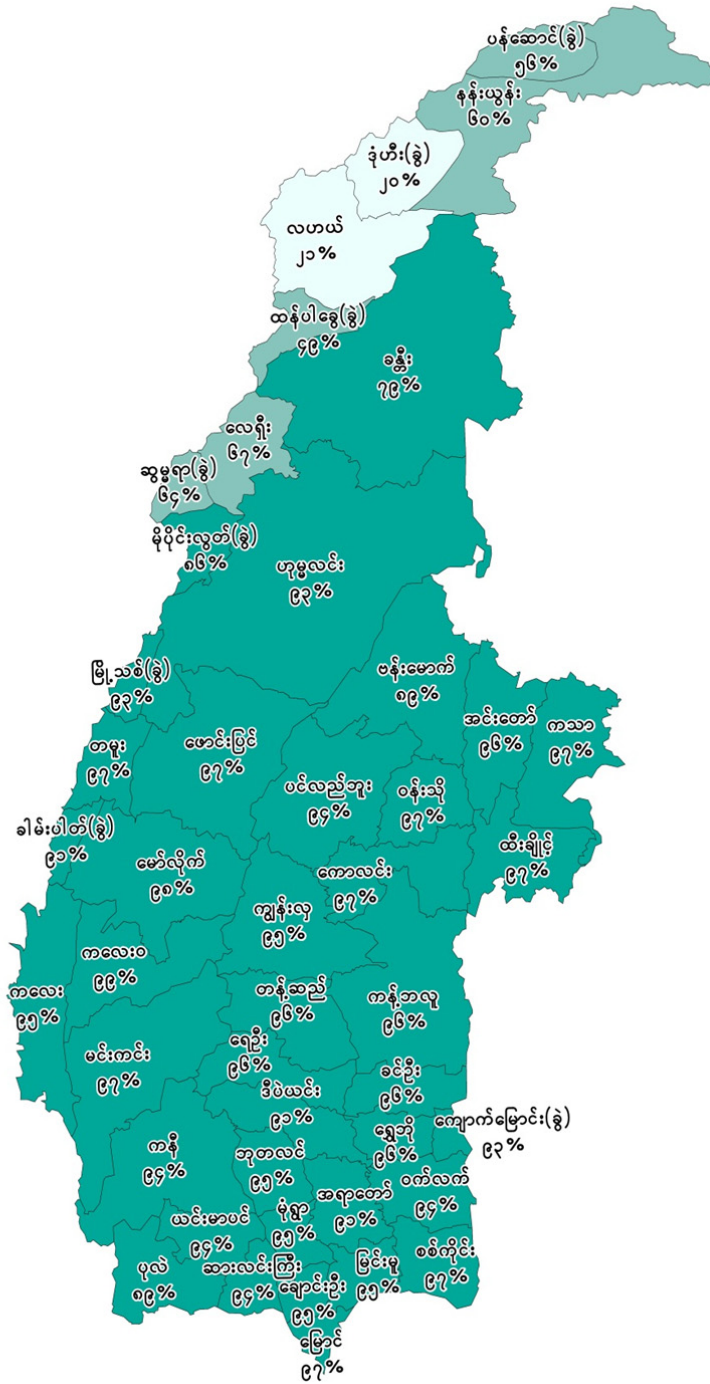 ပန်ဆောင်(ခွဲ)
၅၆%
နန်းယွန်း
၆၀%
ဒုံဟီး(ခွဲ)
၂၀%
လဟယ်
၂၁%
ထန်ပါခွေ(ခွဲ)
၄၉%
ခန္တီး
၇၉%
လေရှီး
၆၇%
ဆွမ္မရာ(ခွဲ)
၆၄%
မိုပိုင်းလွတ်(ခွဲ)
၈၆%
ဟုမ္မလင်း
၉၃%
မြို့သစ်(ခွဲ)
၉၃%
ဗန်းမောက်
၈၉%
အင်းတော်
၉၆%
ကသာ
၉၇%
တမူး
၉၇%
ဖောင်းပြင်
၉၇%
ပင်လည်ဘူး
၉၄%
ဝန်းသို
၉၇%
ခါမ်းပါတ်(ခွဲ)
၉၁%
မော်လိုက်
၉၈%
ကောလင်း
၉၇%
ထီးချိုင့်
၉၇%
ကျွန်းလှ
၉၅%
ကလေးဝ
၉၉%
ကလေး
၉၅%
တန့်ဆည်
၉၆%
ကန့်ဘလူ
၉၆%
မင်းကင်း
၉၇%
ရေဦး
၉၆%
ခင်ဦး
၉၆%
ဒီပဲယင်း
၉၁%
ကျောက်မြောင်း(ခွဲ)
၉၃%
ရွှေဘို
၉၆%
ကနီ
၉၄%
ဘုတလင်
၉၅%
ဝက်လက်
၉၄%
အရာတော်
၉၁%
မုံရွာ
၉၅%
ယင်းမာပင်
၉၄%
စစ်ကိုင်း
၉၇%
မြင်းမူ
၉၅%
ပုလဲ
၈၉%
ဆားလင်းကြီး
၉၄%
ချောင်းဦး
၉၅%
မြောင်
၉၇%